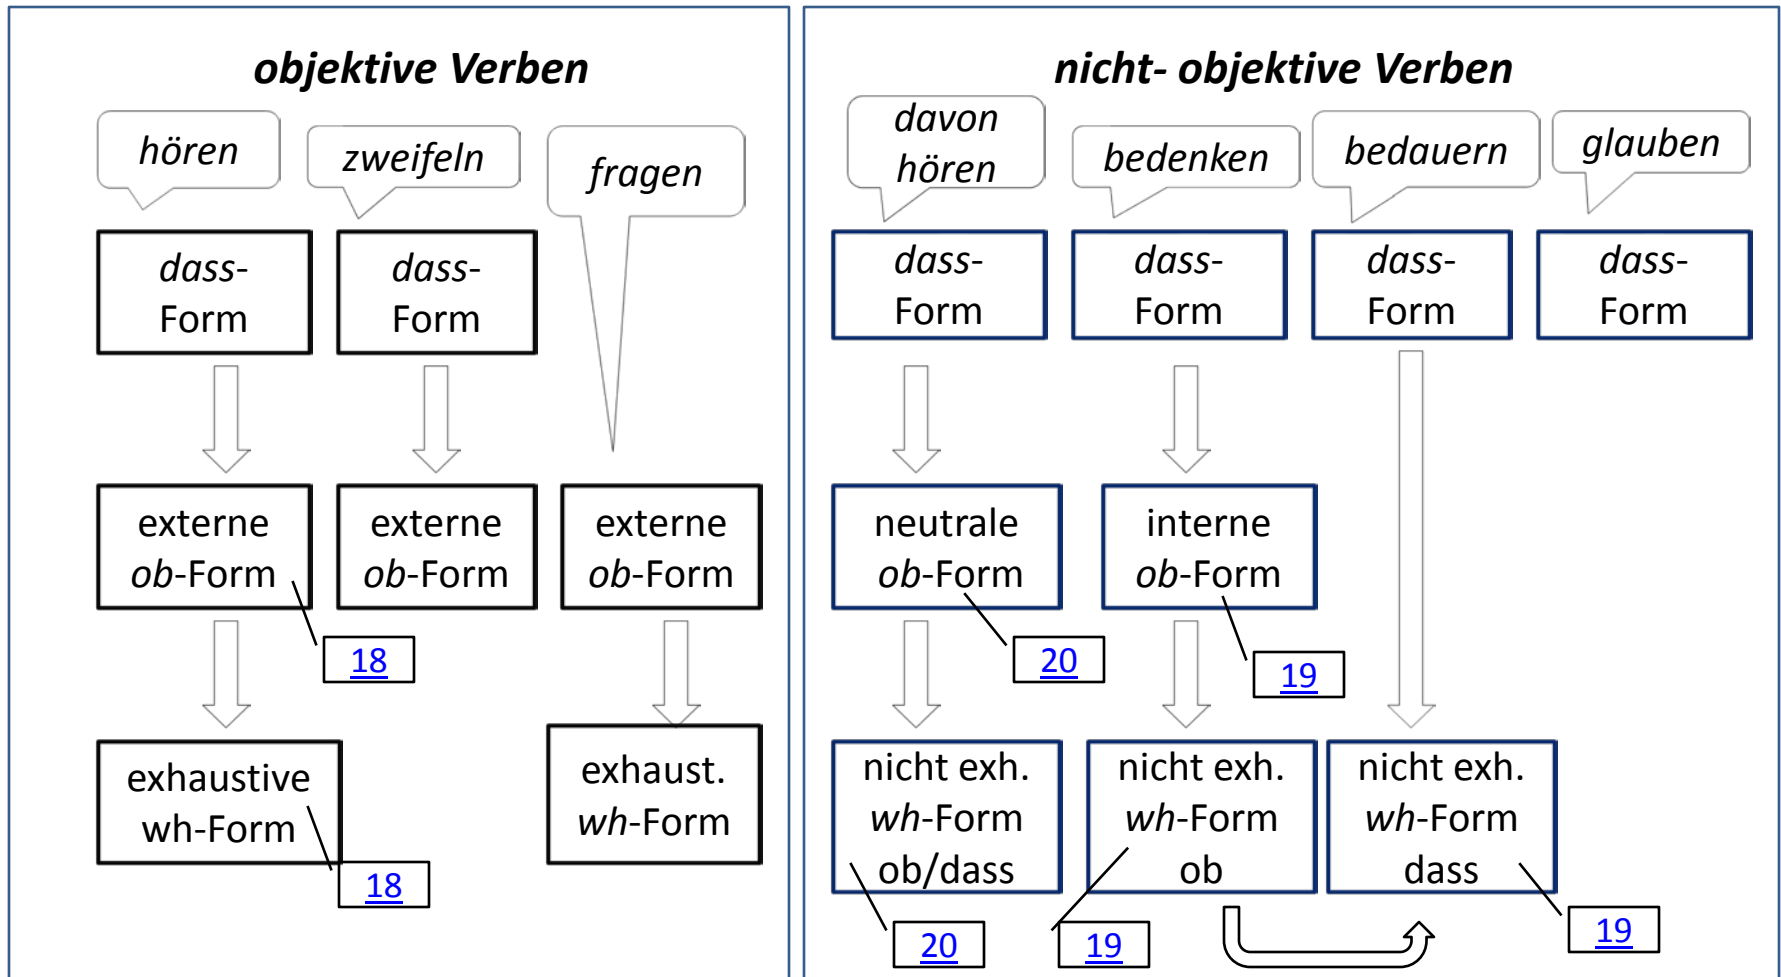 objektive Verben
hören
zweifeln
fragen
dass-
Form
dass-
Form
externe
ob-Form
externe
ob-Form
externe
ob-Form
18
exhaustive
wh-Form
exhaust.
wh-Form
18
nicht- objektive Verben
davon
hören
bedenken
bedauern
glauben
dass-
Form
dass-
Form
dass-
Form
dass-
Form
neutrale
ob-Form
interne
ob-Form
20
19
nicht exh.
wh-Form
ob/dass
nicht exh.
wh-Form
ob
nicht exh.
wh-Form
dass
20
19
19